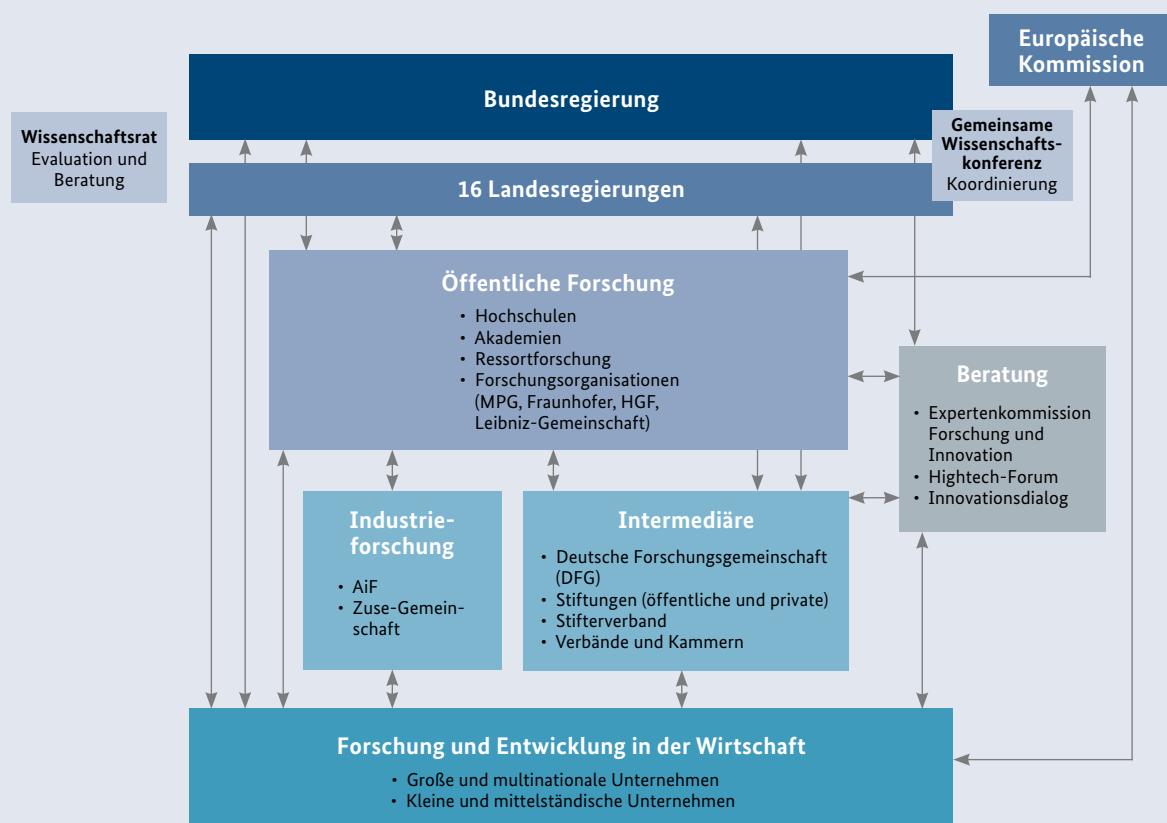 Europäische
Kommission
Bundesregierung
Wissenschaftsrat
Evaluation und
Beratung
Gemeinsame
Wissenschafts-
konferenz
Koordinierung
16 Landesregierungen
Öffentliche Forschung
• Hochschulen
• Akademien
• Ressortforschung
• Forschungsorganisationen
(MPG, Fraunhofer, HGF,
Leibniz-Gemeinschaft)
Beratung
• Expertenkommission
Forschung und
Innovation
• Hightech-Forum
• Innovationsdialog
Industrie-
forschung
• AiF
• Zuse-Gemein-
schaft
Intermediäre
• Deutsche Forschungsgemeinschaft
(DFG)
• Stiftungen (öffentliche und private)
• Stifterverband
• Verbände und Kammern
Forschung und Entwicklung in der Wirtschaft
• Große und multinationale Unternehmen
• Kleine und mittelständische Unternehmen